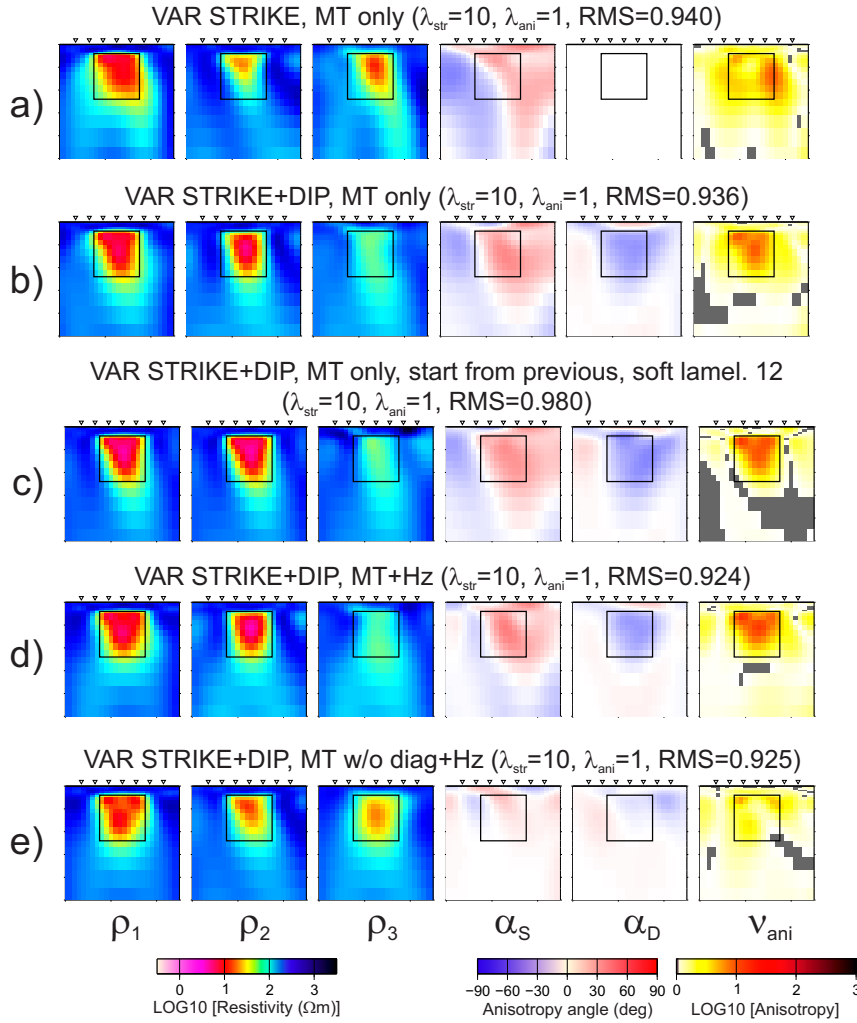 VAR STRIKE, MT only (λstr=10, λani=1, RMS=0.940)
a)
VAR STRIKE+DIP, MT only (λstr=10, λani=1, RMS=0.936)
b)
VAR STRIKE+DIP, MT only, start from previous, soft lamel. 12
(λstr=10, λani=1, RMS=0.980)
c)
VAR STRIKE+DIP, MT+Hz (λstr=10, λani=1, RMS=0.924)
d)
VAR STRIKE+DIP, MT w/o diag+Hz (λstr=10, λani=1, RMS=0.925)
e)
ρ1 ρ2 ρ3 αS αD νani
0 1 2 3
LOG10 [Resistivity (Ωm)]
-90 -60 -30 0 30 60 90
Anisotropy angle (deg)
0 1 2 3
LOG10 [Anisotropy]